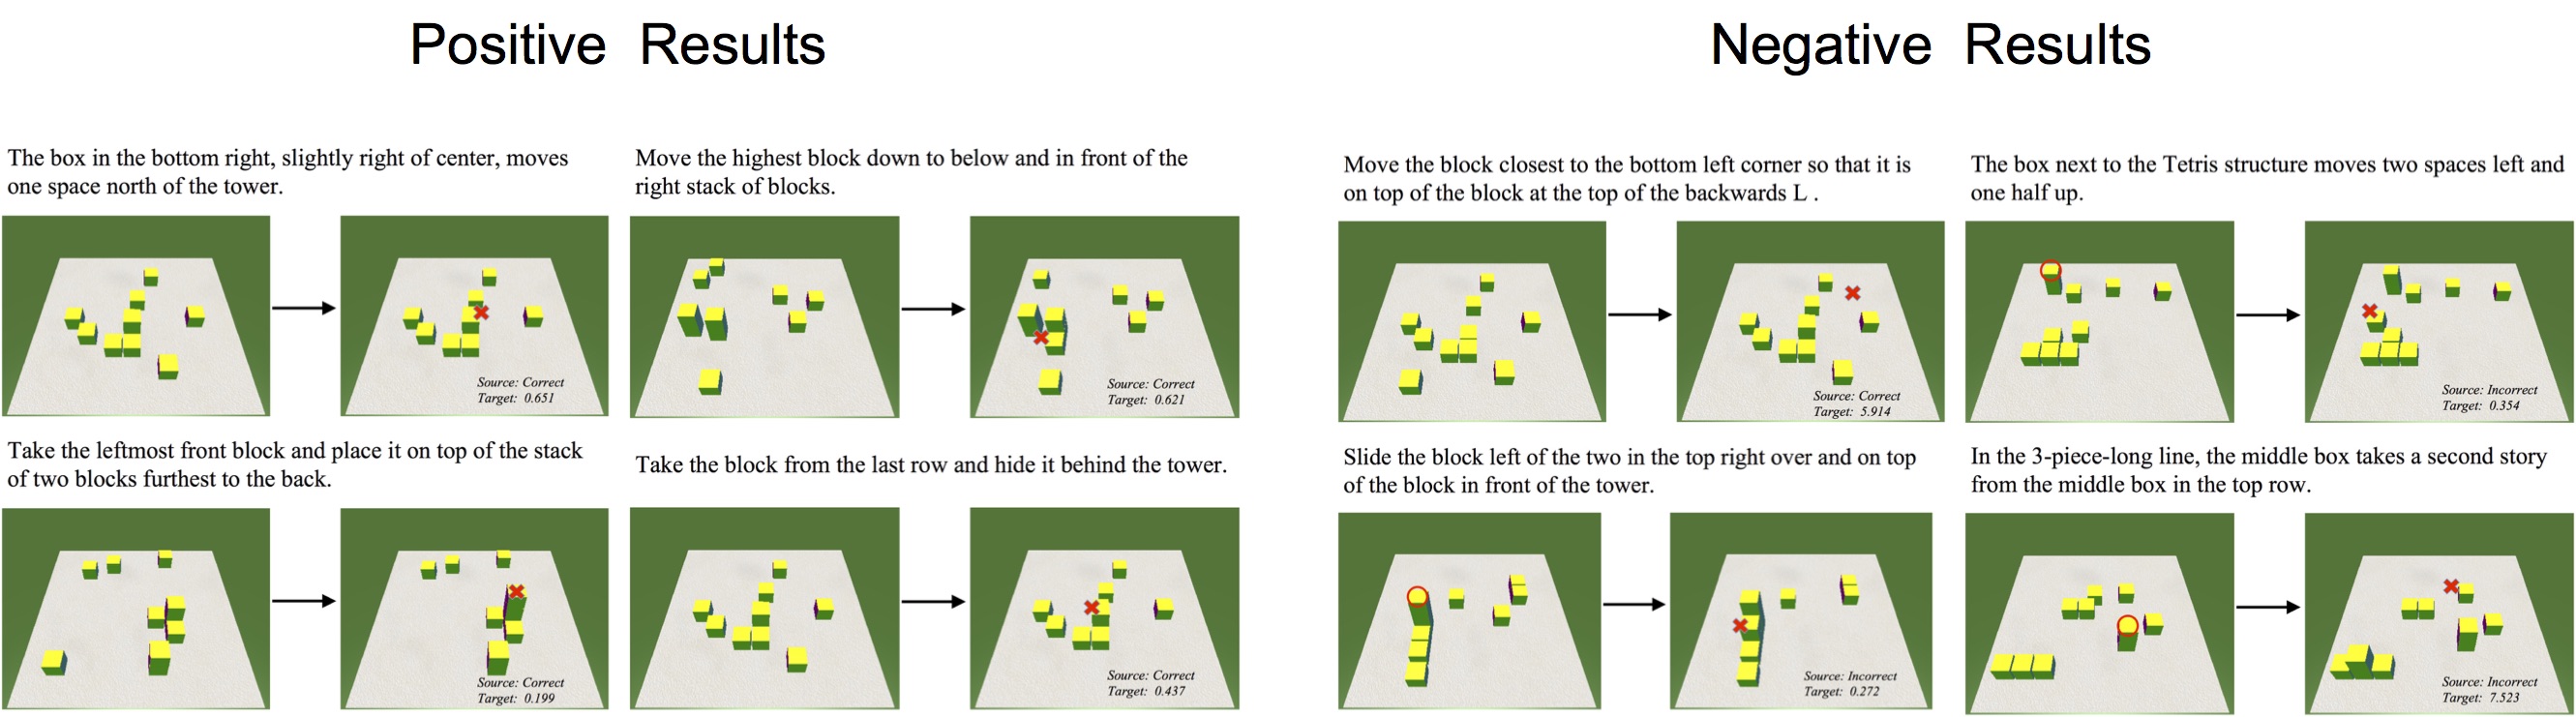 Positive Results
The box in the bottom right, slightly right of center, moves
one space north of the tower.
Source: Correct
Target: 0.651
Move the highest block down to below and in front of the
right stack of blocks.
Source: Correct
Target: 0.621
Take the leftmost front block and place it on top of the stack
of two blocks furthest to the back.
Source: Correct
Target: 0.199
Take the block from the last row and hide it behind the tower.
Source: Correct
Target: 0.437
Negative Results
Move the block closest to the bottom left corner so that it is
on top of the block at the top of the backwards L .
Source: Correct
Target: 5.914
The box next to the Tetris structure moves two spaces left and
one half up.
Source: Incorrect
Target: 0.354
Slide the block left of the two in the top right over and on top
of the block in front of the tower.
Source: Incorrect
Target: 0.272
In the 3-piece-long line, the middle box takes a second story
from the middle box in the top row.
Source: Incorrect
Target: 7.523